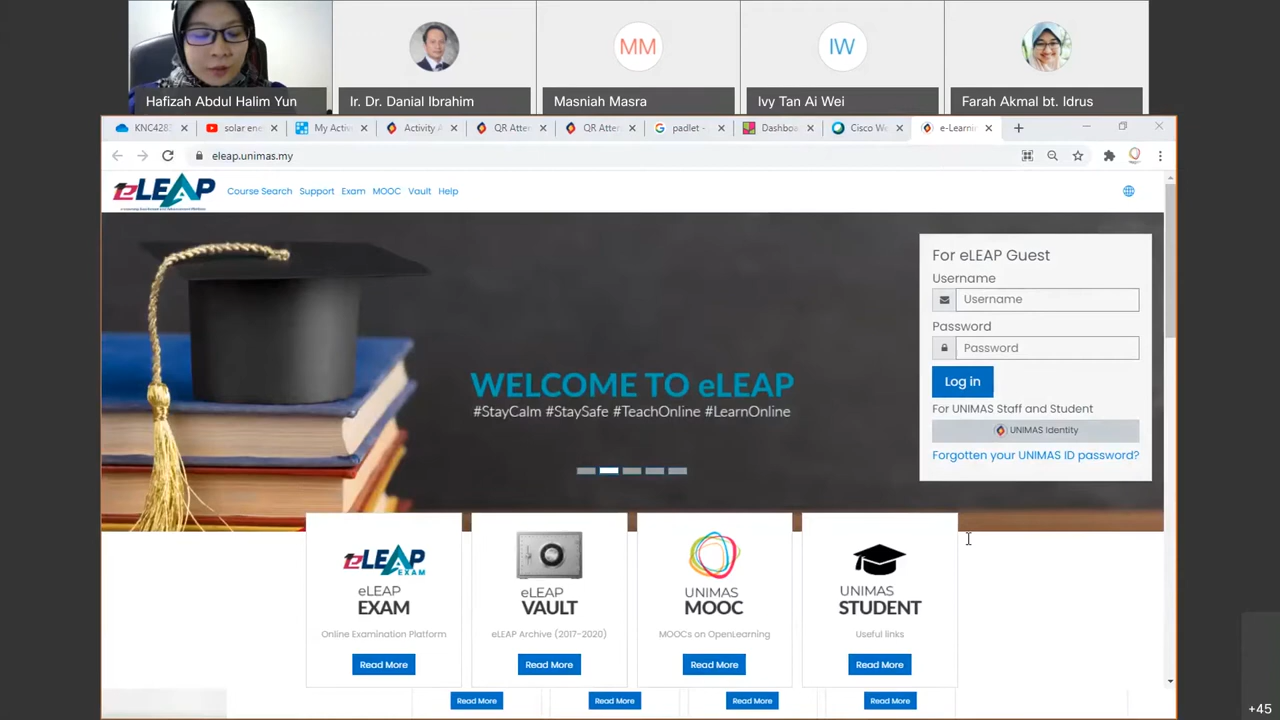 MM
IW
Hafizah Abdul Halim Yun
Ir. Dr. Danial Ibrahim
Masniah Masra
Ivy Tan Ai Wei
Farah Akmal bt. Idrus
KNC428
solar ene
My Activ
Activity A
QR Atter
QR Atter
padlet -
Dashboa
Cisco We
e-Learnin
eleap.unimas.my
eLEAP
Course Search Support Exam MOOC Vault Help
For eLEAP Guest
Username
Username
Password
Password
Log in
For UNIMAS Staff and Student
UNIMAS Identity
Forgotten your UNIMAS ID password?
WELCOME TO eLEAP
#StayCalm #StaySafe #TeachOnline #LearnOnline
eLEAP
EXAM
eLEAP
EXAM
Online Examination Platform
Read More
eLEAP
VAULT
eLEAP Archive (2017-2020)
Read More
UNIMAS
MOOC
MOOCs on OpenLearning
Read More
UNIMAS
STUDENT
Useful links
Read More
Read More
Read More
Read More
Read More
+45